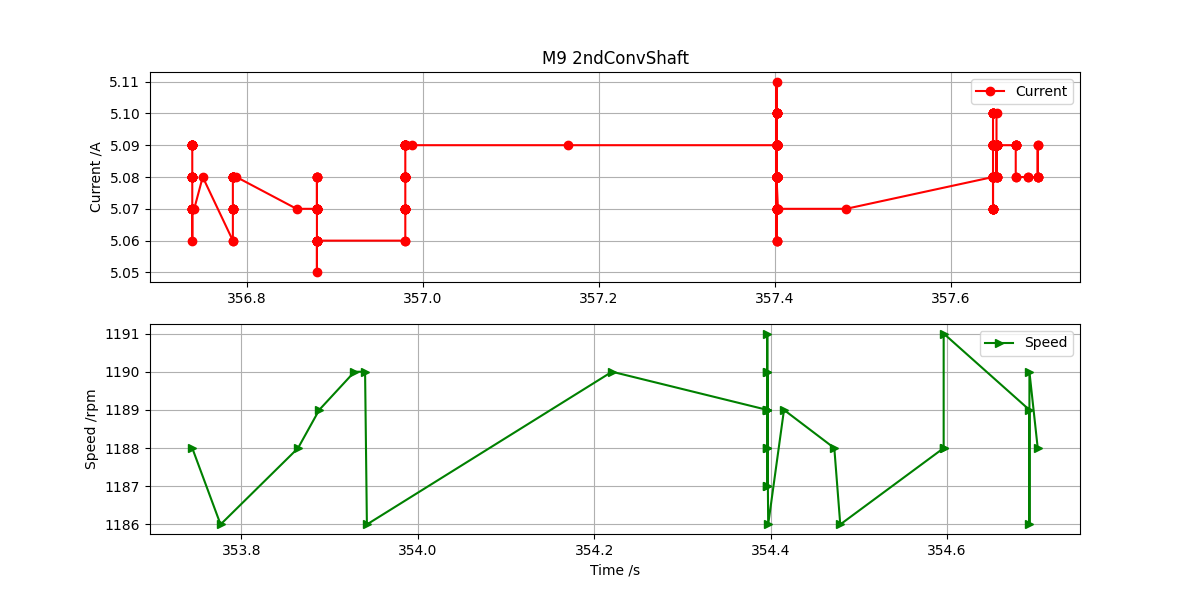 M9 2ndConvShaft
Current /A
5.11
5.10
5.09
5.08
5.07
5.06
5.05
Current
356.8 357.0 357.2 357.4 357.6
Speed /rpm
1191
1190
1189
1188
1187
1186
Speed
353.8 354.0 354.2 354.4 354.6
Time /s